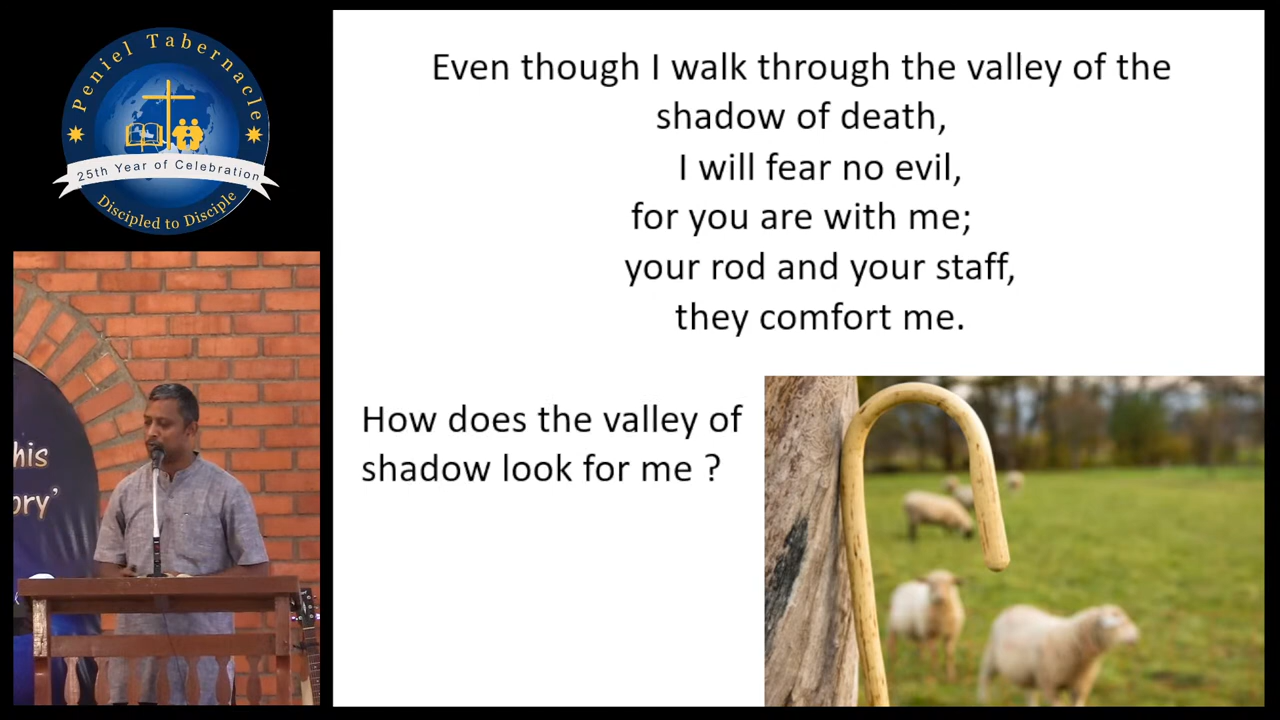 Peniel Tabernacle
25th Year of Celebration
Discipled to Disciple
Even though I walk through the valley of the
shadow of death,
I will fear no evil,
for you are with me;
your rod and your staff,
they comfort me.
How does the valley of
shadow look for me ?